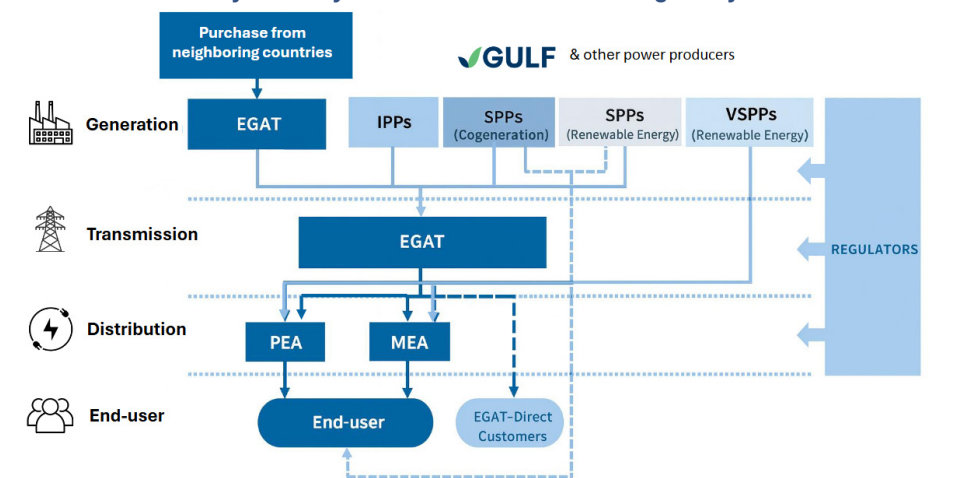 Purchase from
neighboring countries
GULF & other power producers
Generation
EGAT
IPPs
SPPs
(Cogeneration)
SPPs
(Renewable Energy)
VSPPs
(Renewable Energy)
Transmission
EGAT
REGULATORS
Distribution
PEA
MEA
End-user
End-user
EGAT-Direct
Customers